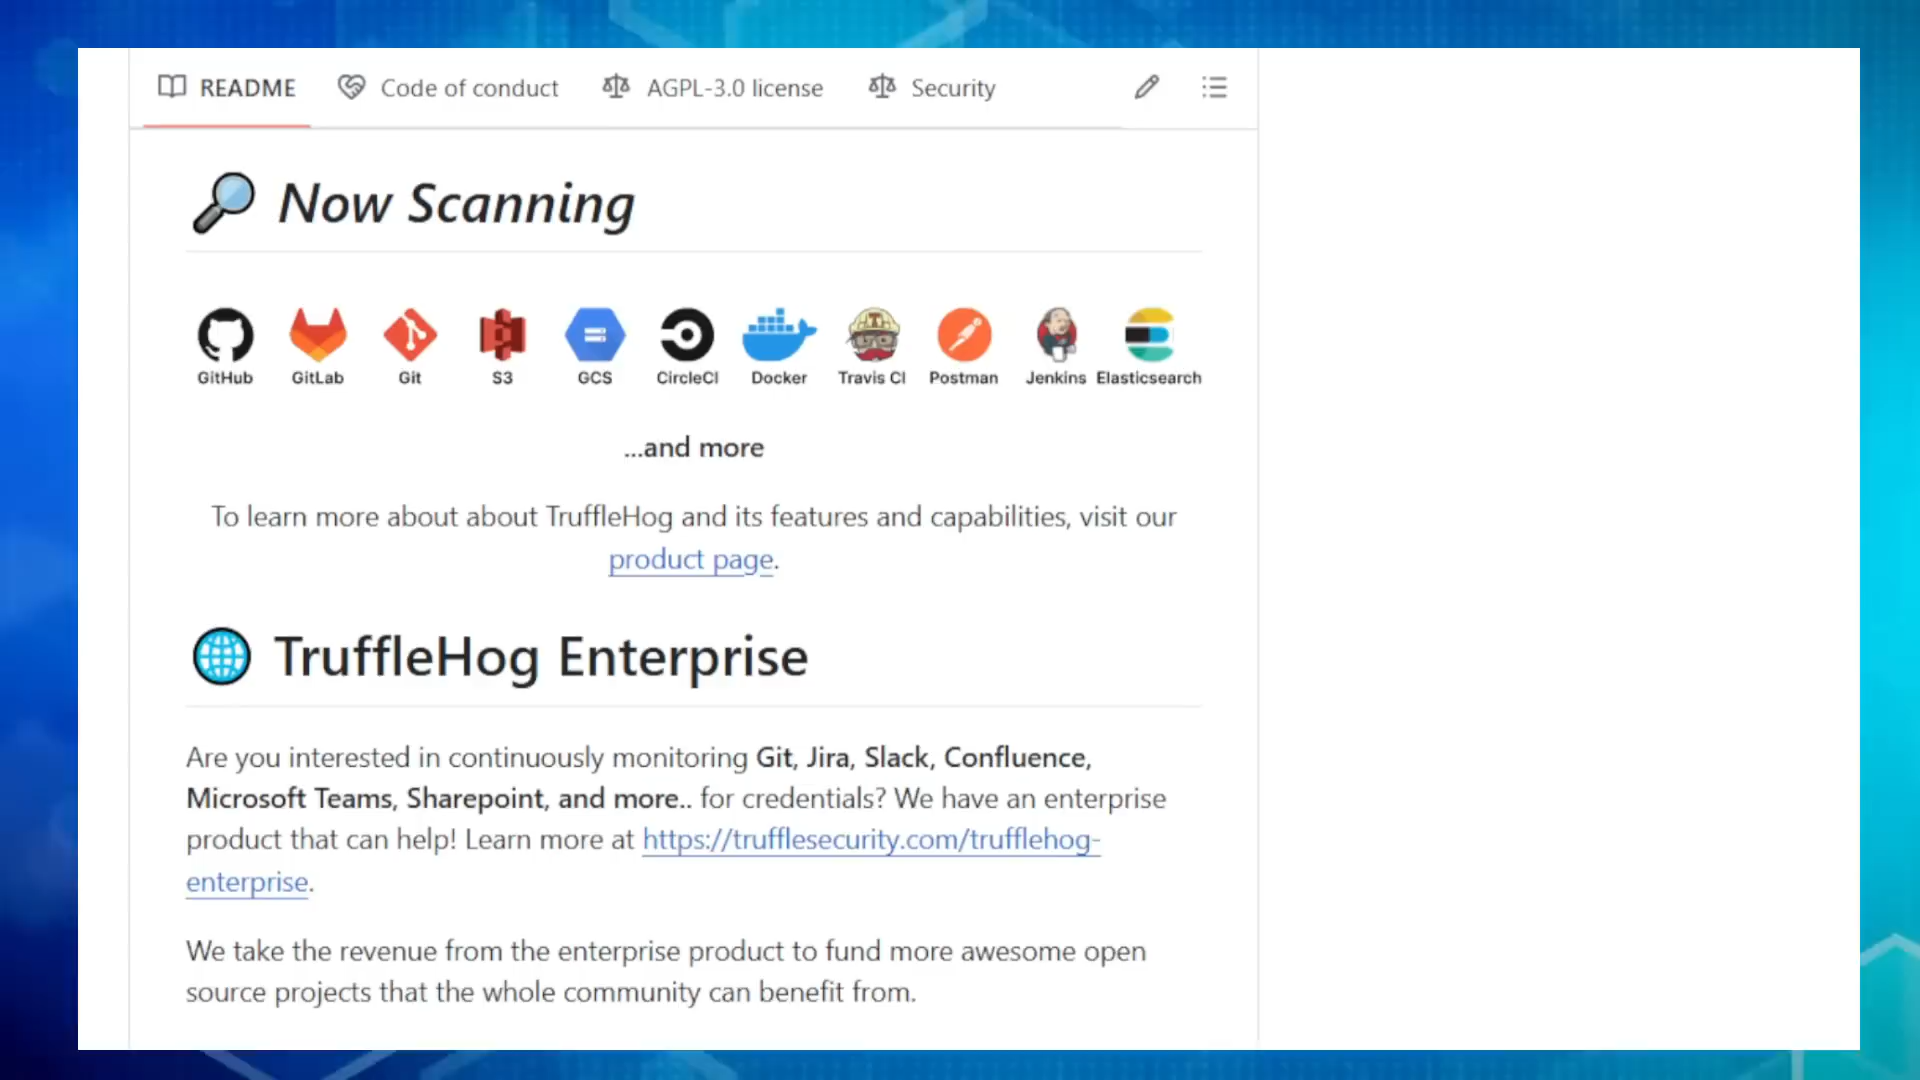 README Code of conduct AGPL-3.0 license Security
Now Scanning
GitHub GitLab Git S3 GCS CircleCI Docker Travis CI Postman Jenkins Elasticsearch
...and more
To learn more about about TruffleHog and its features and capabilities, visit our
product page.
TruffleHog Enterprise
Are you interested in continuously monitoring Git, Jira, Slack, Confluence,
Microsoft Teams, Sharepoint, and more.. for credentials? We have an enterprise
product that can help! Learn more at https://trufflesecurity.com/trufflehog-
enterprise.
We take the revenue from the enterprise product to fund more awesome open
source projects that the whole community can benefit from.